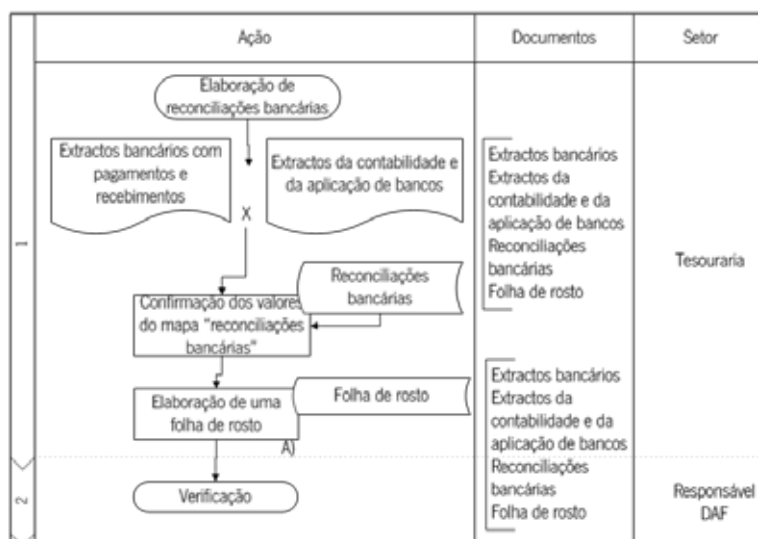 Ação
Documentos
Setor
1
Elaboração de
reconciliações bancárias
Extractos bancários com
pagamentos e
recebimentos
X
Extractos da contabilidade e
da aplicação de bancos
Reconciliações
bancárias
Confirmação dos valores
do mapa "reconciliações
bancárias"
Elaboração de uma
folha de rosto
Folha de rosto
A)
Extractos bancários
Extractos da
contabilidade e da
aplicação de bancos
Reconciliações
bancárias
Folha de rosto
Tesouraria
2
Verificação
Extractos bancários
Extractos da
contabilidade e da
aplicação de bancos
Reconciliações
bancárias
Folha de rosto
Responsável
DAF